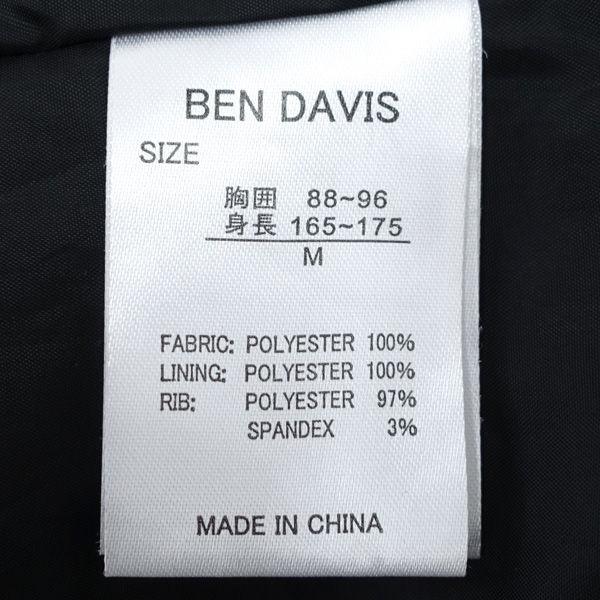 BEN DAVIS
SIZE
胸囲 88~96
身長 165~175
M
FABRIC: POLYESTER 100%
LINING: POLYESTER 100%
RIB: POLYESTER 97%
SPANDEX 3%
MADE IN CHINA